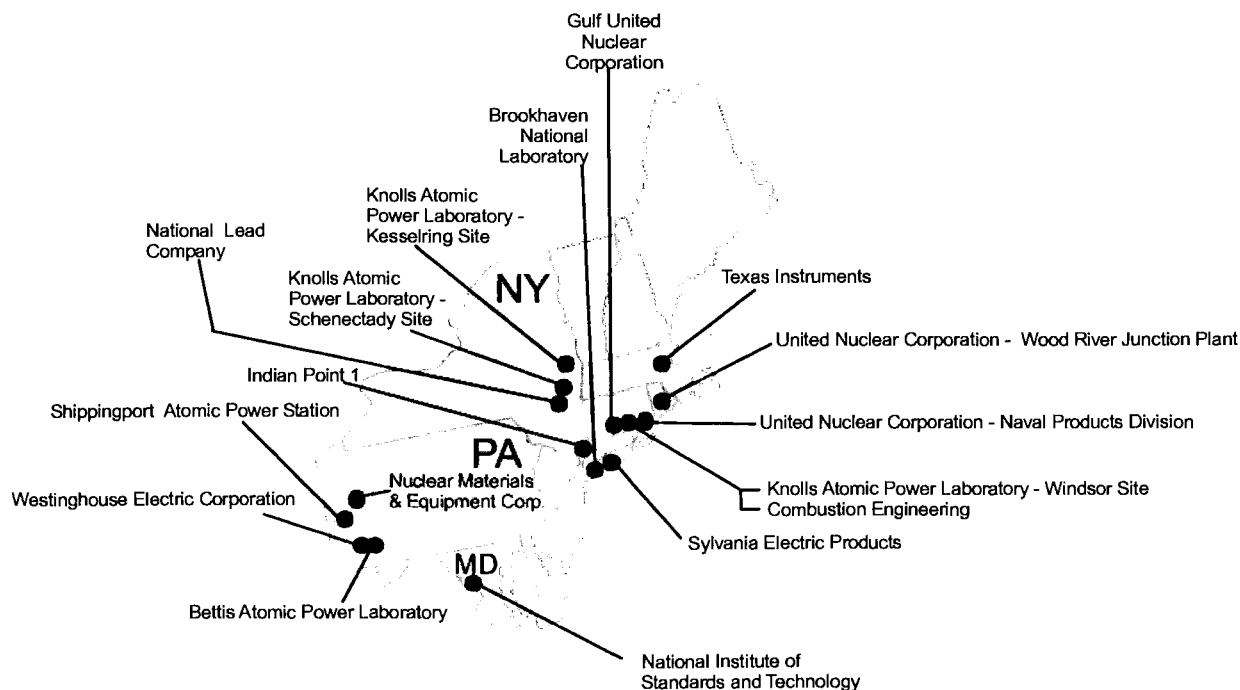 Gulf United
Nuclear
Corporation
Brookhaven
National
Laboratory
Knolls Atomic
Power Laboratory -
Kesselring Site
National Lead
Company
Knolls Atomic
Power Laboratory -
Schenectady Site
NY
Texas Instruments
United Nuclear Corporation - Wood River Junction Plant
Indian Point 1
Shippingport Atomic Power Station
United Nuclear Corporation - Naval Products Division
PA
Nuclear Materials
& Equipment Corp
Westinghouse Electric Corporation
Knolls Atomic Power Laboratory - Windsor Site
Combustion Engineering
Sylvania Electric Products
MD
Bettis Atomic Power Laboratory
National Institute of
Standards and Technology